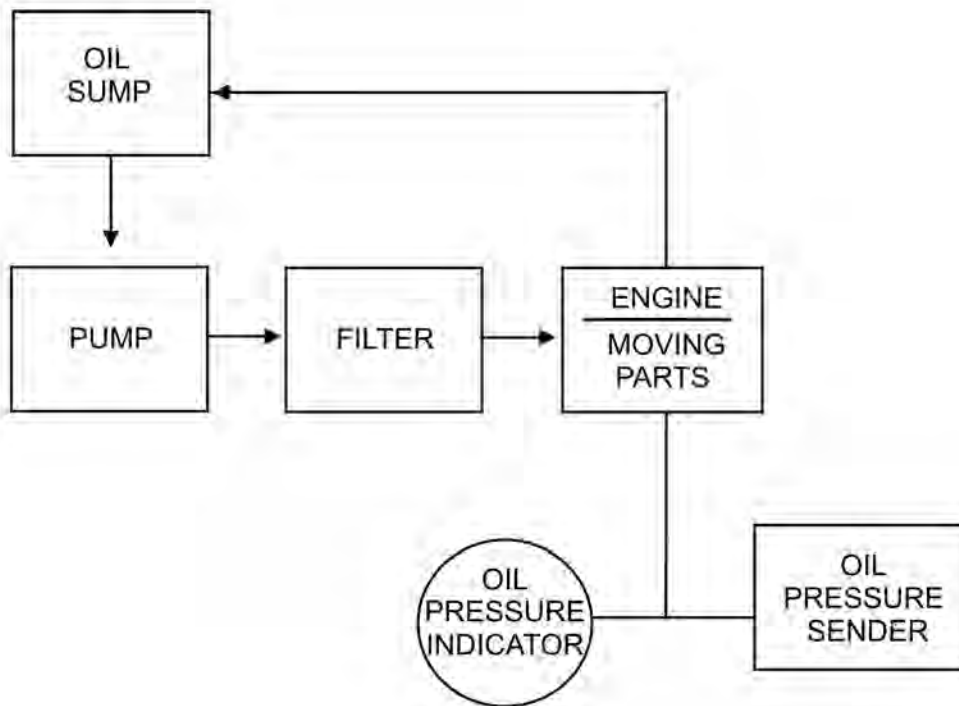 OIL
SUMP
PUMP
FILTER
ENGINE
MOVING
PARTS
OIL
PRESSURE
INDICATOR
OIL
PRESSURE
SENDER